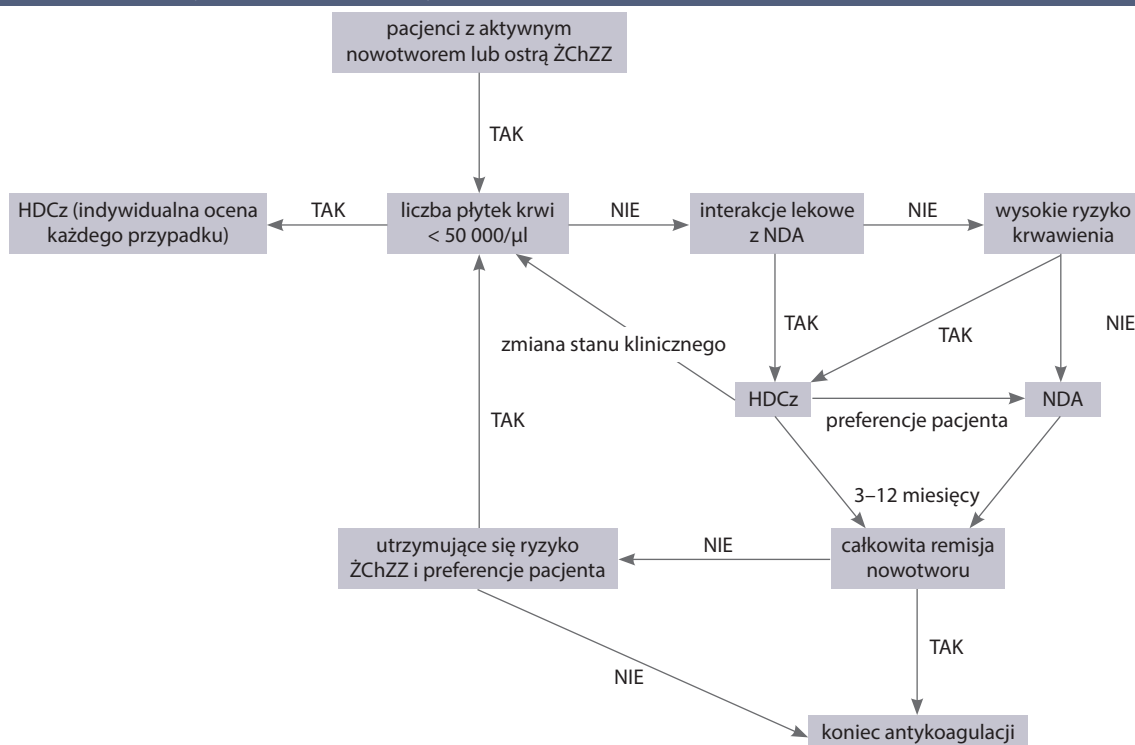 pacjenci z aktywnym
nowotworem lub ostrą ŻChZZ
TAK
HDCz (indywidualna ocena
każdego przypadku)
TAK
liczba płytek krwi
< 50 000/µl
NIE
interakcje lekowe
z NDA
NIE
wysokie ryzyko
krwawienia
TAK
TAK
NIE
zmiana stanu klinicznego
HDCz
preferencje pacjenta
NDA
TAK
3–12 miesięcy
utrzymujące się ryzyko
ŻChZZ i preferencje pacjenta
NIE
całkowita remisja
nowotworu
TAK
NIE
koniec antykoagulacji